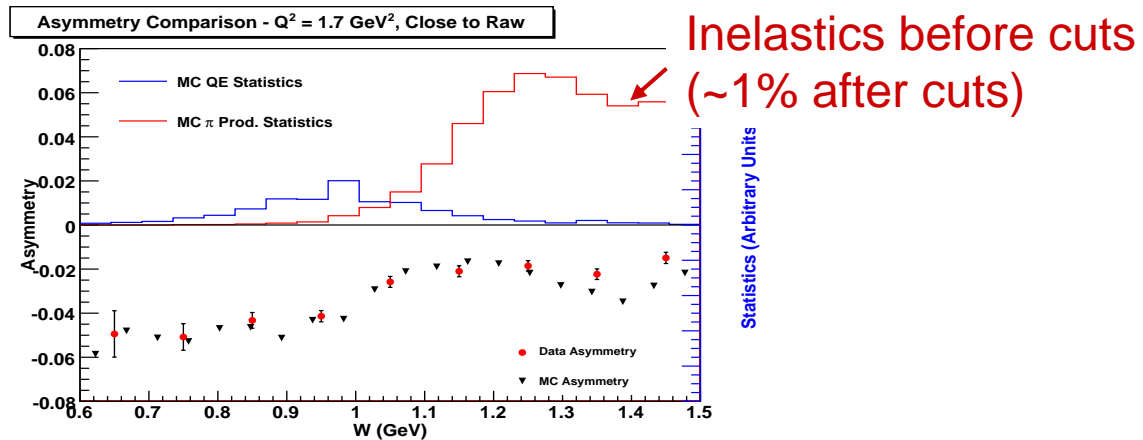 Asymmetry Comparison - Q² = 1.7 GeV², Close to Raw
Inelastics before cuts
(~1% after cuts)
0.08
0.06
0.04
0.02
0
-0.02
-0.04
-0.06
-0.08
Asymmetry
MC QE Statistics
MC π Prod. Statistics
Data Asymmetry
MC Asymmetry
Statistics (Arbitrary Units
0.6 0.7 0.8 0.9 1 1.1 1.2 1.3 1.4 1.5
W (GeV)